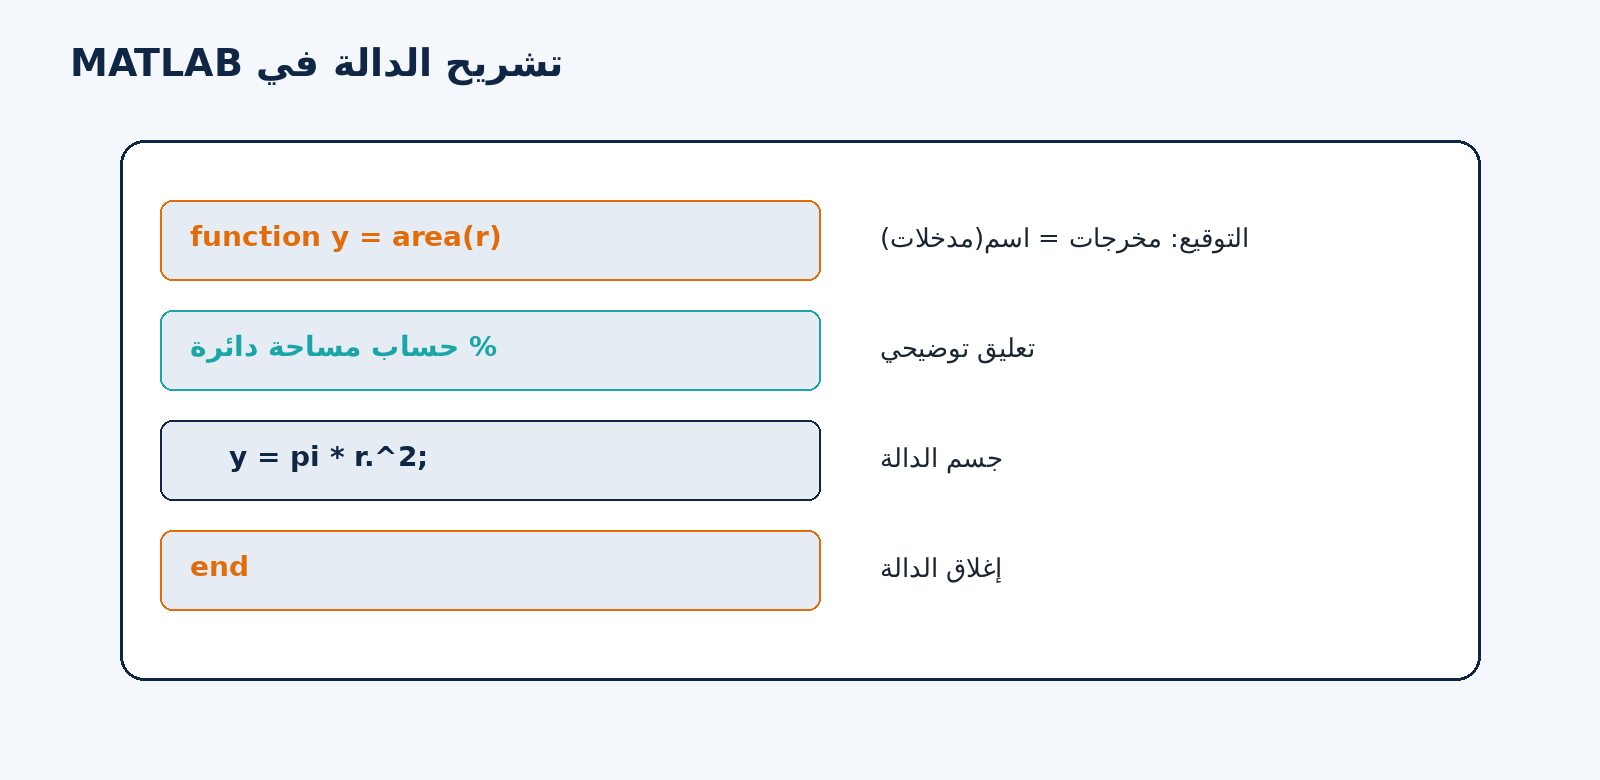 تشريح الدالة في MATLAB
function y = area(r)
التوقيع: مخرجات = اسم(مدخلات)
% حساب مساحة دائرة
تعليق توضيحي
y = pi * r.^2;
جسم الدالة
end
إغلاق الدالة